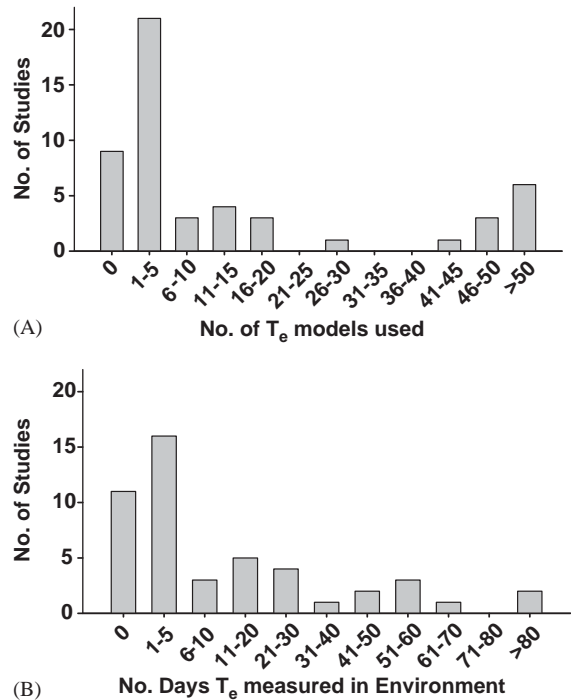 20
15
10
5
0
No. of Studies
0 1-5 6-10 11-15 16-20 21-25 26-30 31-35 36-40 41-45 46-50 >50
(A) No. of Te models used
20
15
10
5
0
No. of Studies
0 1-5 6-10 11-20 21-30 31-40 41-50 51-60 61-70 71-80 >80
(B) No. Days Te measured in Environment